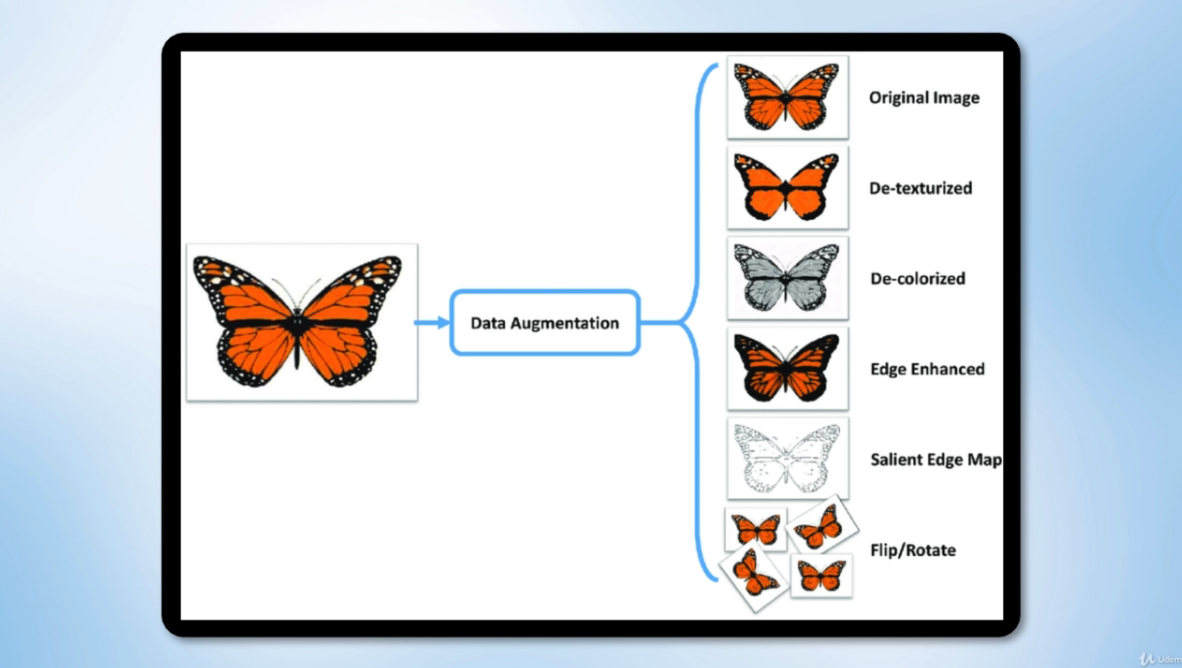 Original Image
De-texturized
De-colorized
Data Augmentation
Edge Enhanced
Salient Edge Map
Flip/Rotate